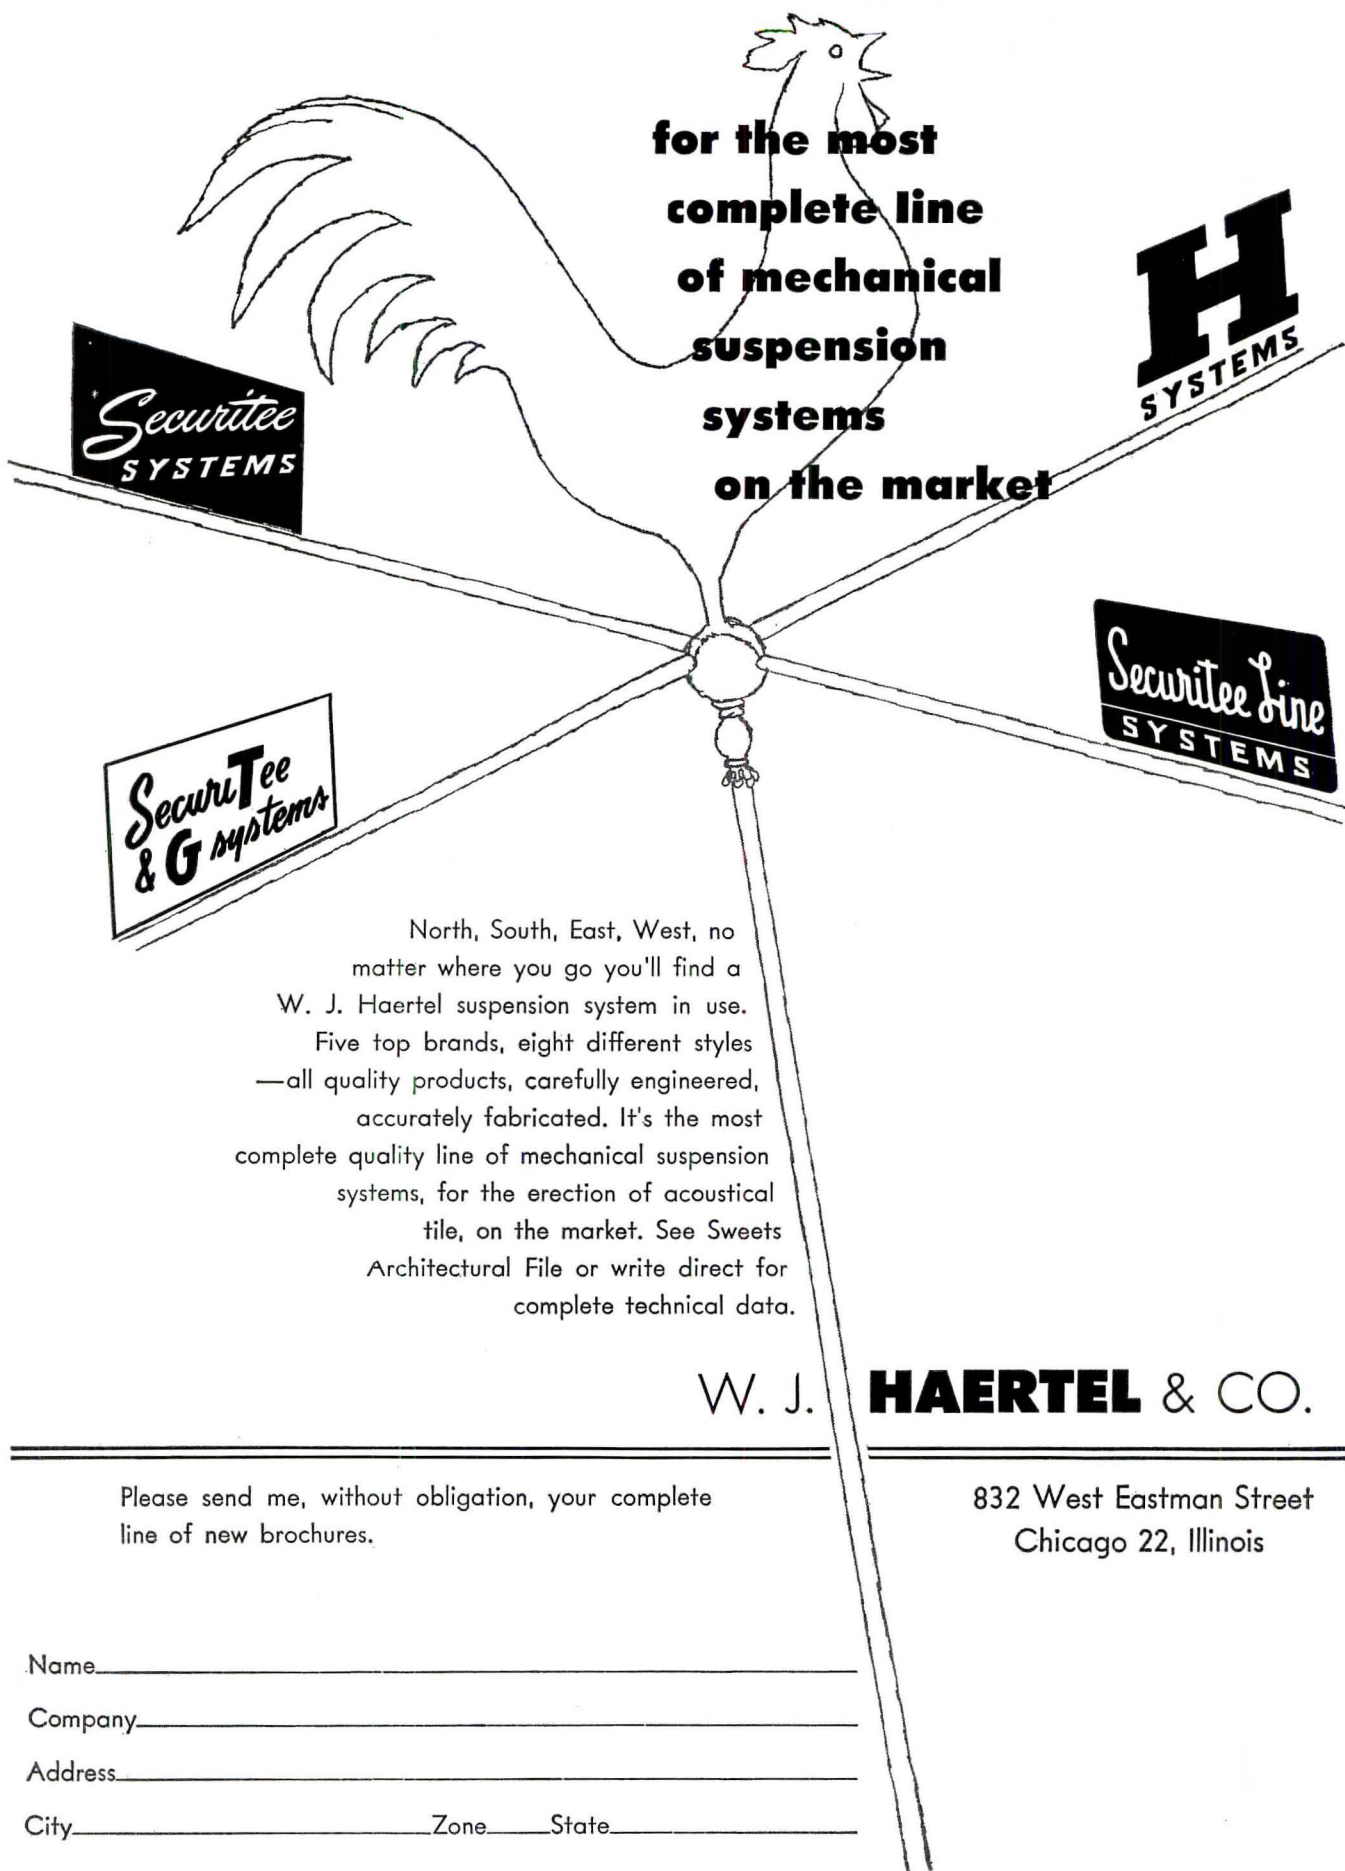 for the most
complete line
of mechanical
suspension
systems
on the market
H
SYSTEMS
Securitee
SYSTEMS
Securitee Line
SYSTEMS
SecuriTee
& G systems
North, South, East, West, no
matter where you go you'll find a
W. J. Haertel suspension system in use.
Five top brands, eight different styles
—all quality products, carefully engineered,
accurately fabricated. It's the most
complete quality line of mechanical suspension
systems, for the erection of acoustical
tile, on the market. See Sweets
Architectural File or write direct for
complete technical data.
W. J. HAERTEL & CO.
Please send me, without obligation, your complete
line of new brochures.
832 West Eastman Street
Chicago 22, Illinois
Name
Company
Address
City Zone State